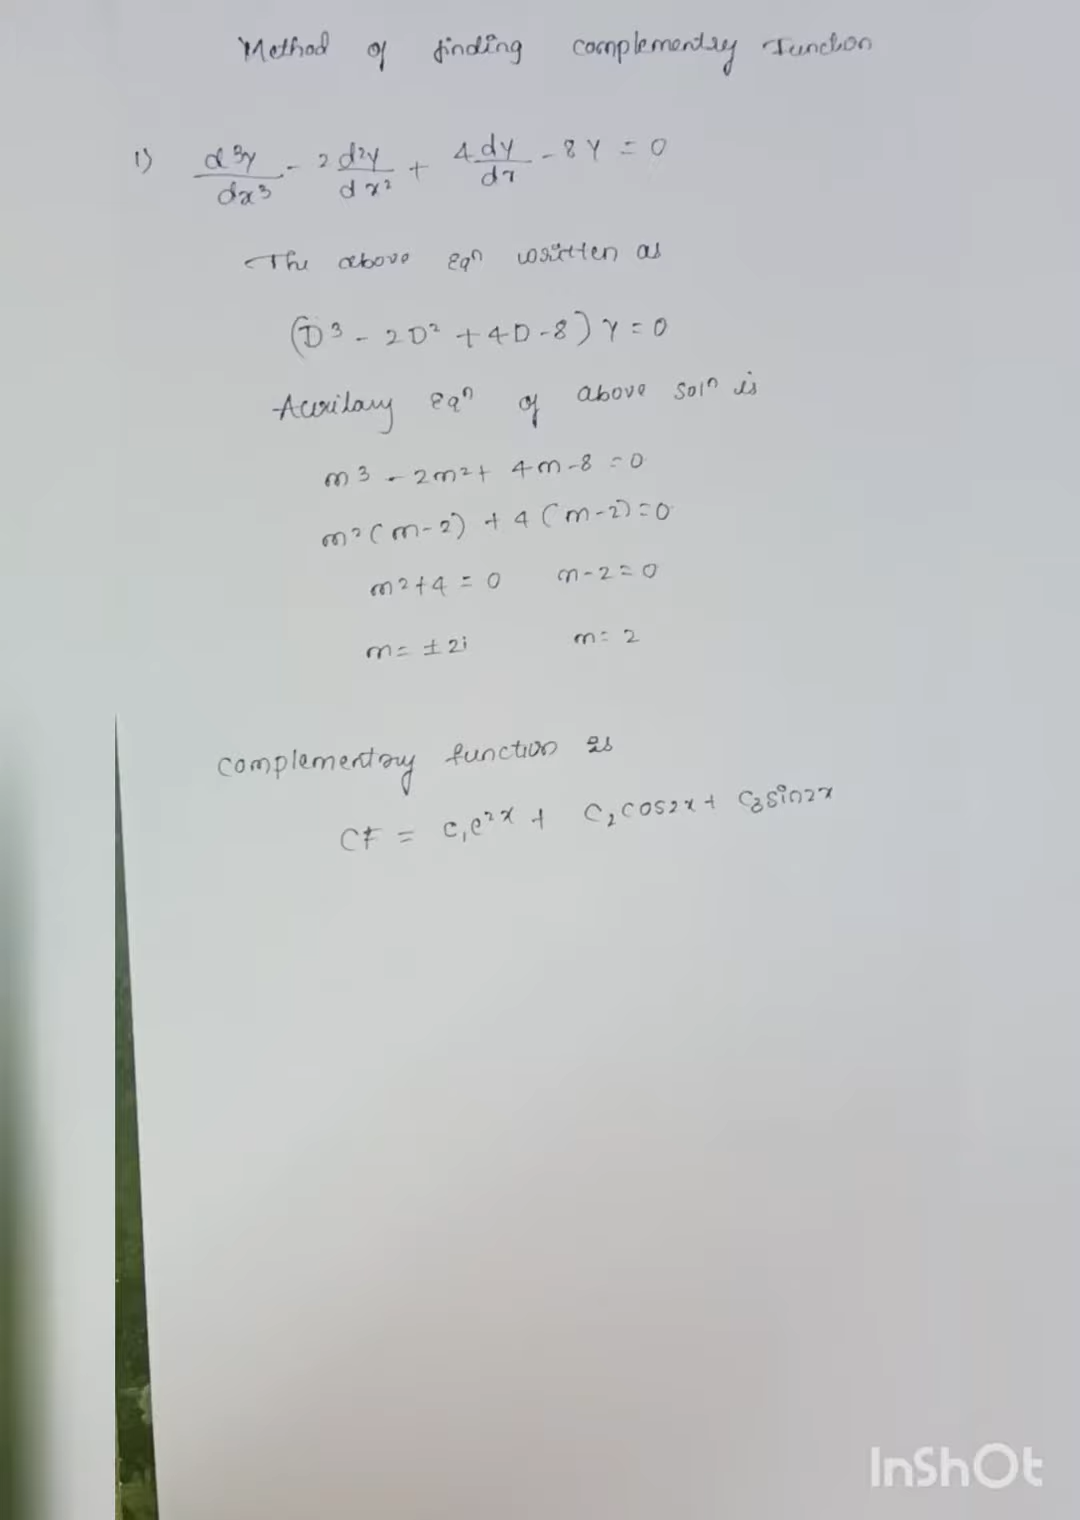 Method of finding complementry Function
1) d³y/dx³ - 2 d²y/dx² + 4 dy/dx - 8y = 0
The above Eqn written as
(D³ - 2D² + 4D - 8) y = 0
Auxilary Eqn of above soln is
m³ - 2m² + 4m - 8 = 0
m² (m-2) + 4 (m-2) = 0
m² + 4 = 0 m - 2 = 0
m = ± 2i m = 2
complementary function is
CF = c₁e²ˣ + c₂cos2x + c₃sin2x
InShOt